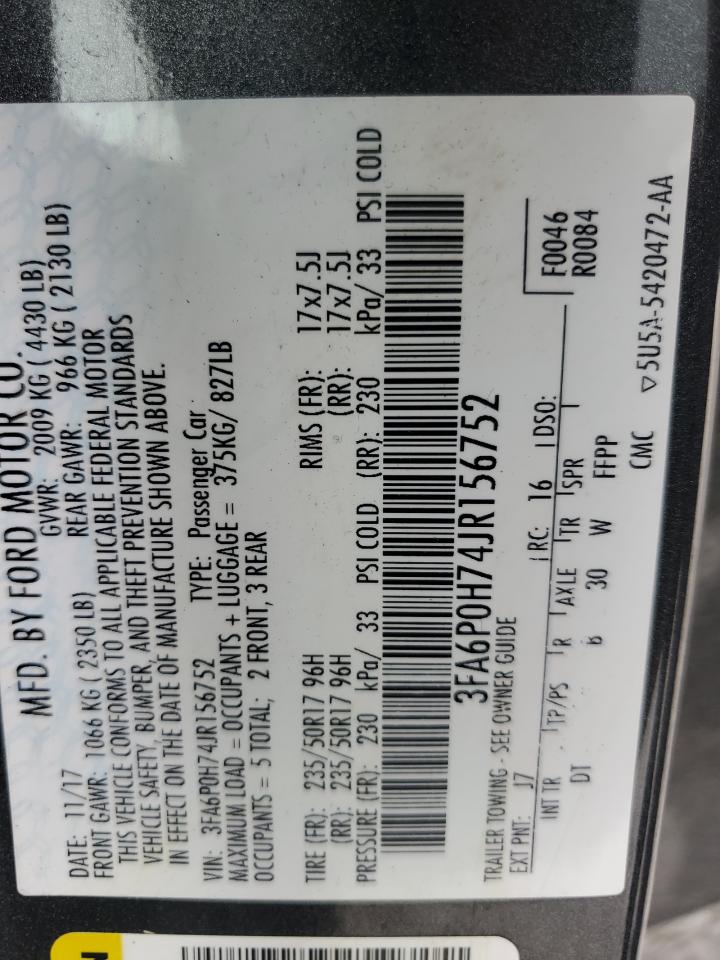 MFD. BY FORD MOTOR CO.
DATE: 11/17 GVWR: 2009 KG ( 4430 LB)
FRONT GAWR: 1066 KG ( 2350 LB) REAR GAWR: 966 KG ( 2130 LB)
THIS VEHICLE CONFORMS TO ALL APPLICABLE FEDERAL MOTOR
VEHICLE SAFETY, BUMPER, AND THEFT PREVENTION STANDARDS
IN EFFECT ON THE DATE OF MANUFACTURE SHOWN ABOVE.
VIN: 3FA6P0H74JR156752 TYPE: Passenger Car
MAXIMUM LOAD = OCCUPANTS + LUGGAGE = 375KG/ 827LB
OCCUPANTS = 5 TOTAL; 2 FRONT, 3 REAR
TIRE (FR): 235/50R17 96H RIMS (FR): 17x7.5J
(RR): 235/50R17 96H (RR): 17x7.5J
PRESSURE (FR): 230 kPa/ 33 PSI COLD (RR): 230 kPa/ 33 PSI COLD
3FA6P0H74JR156752
TRAILER TOWING - SEE OWNER GUIDE
EXT PNT: J7 RC: 16 DSO: F0046
R0084
INT TR TP/PS R AXLE TR SPR
DT B 30 W FFPP
CMC ▽5U5A-5420472-AA
N